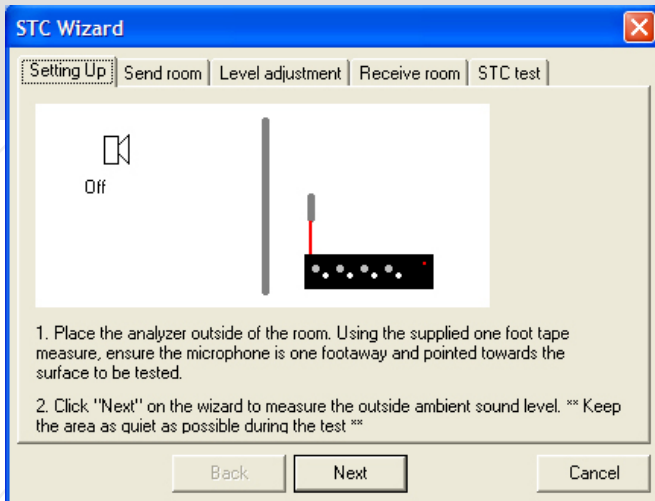 STC Wizard
Setting Up Send room Level adjustment Receive room STC test
Off
1. Place the analyzer outside of the room. Using the supplied one foot tape
measure, ensure the microphone is one footaway and pointed towards the
surface to be tested.
2. Click "Next" on the wizard to measure the outside ambient sound level. ** Keep
the area as quiet as possible during the test **
Back Next Cancel